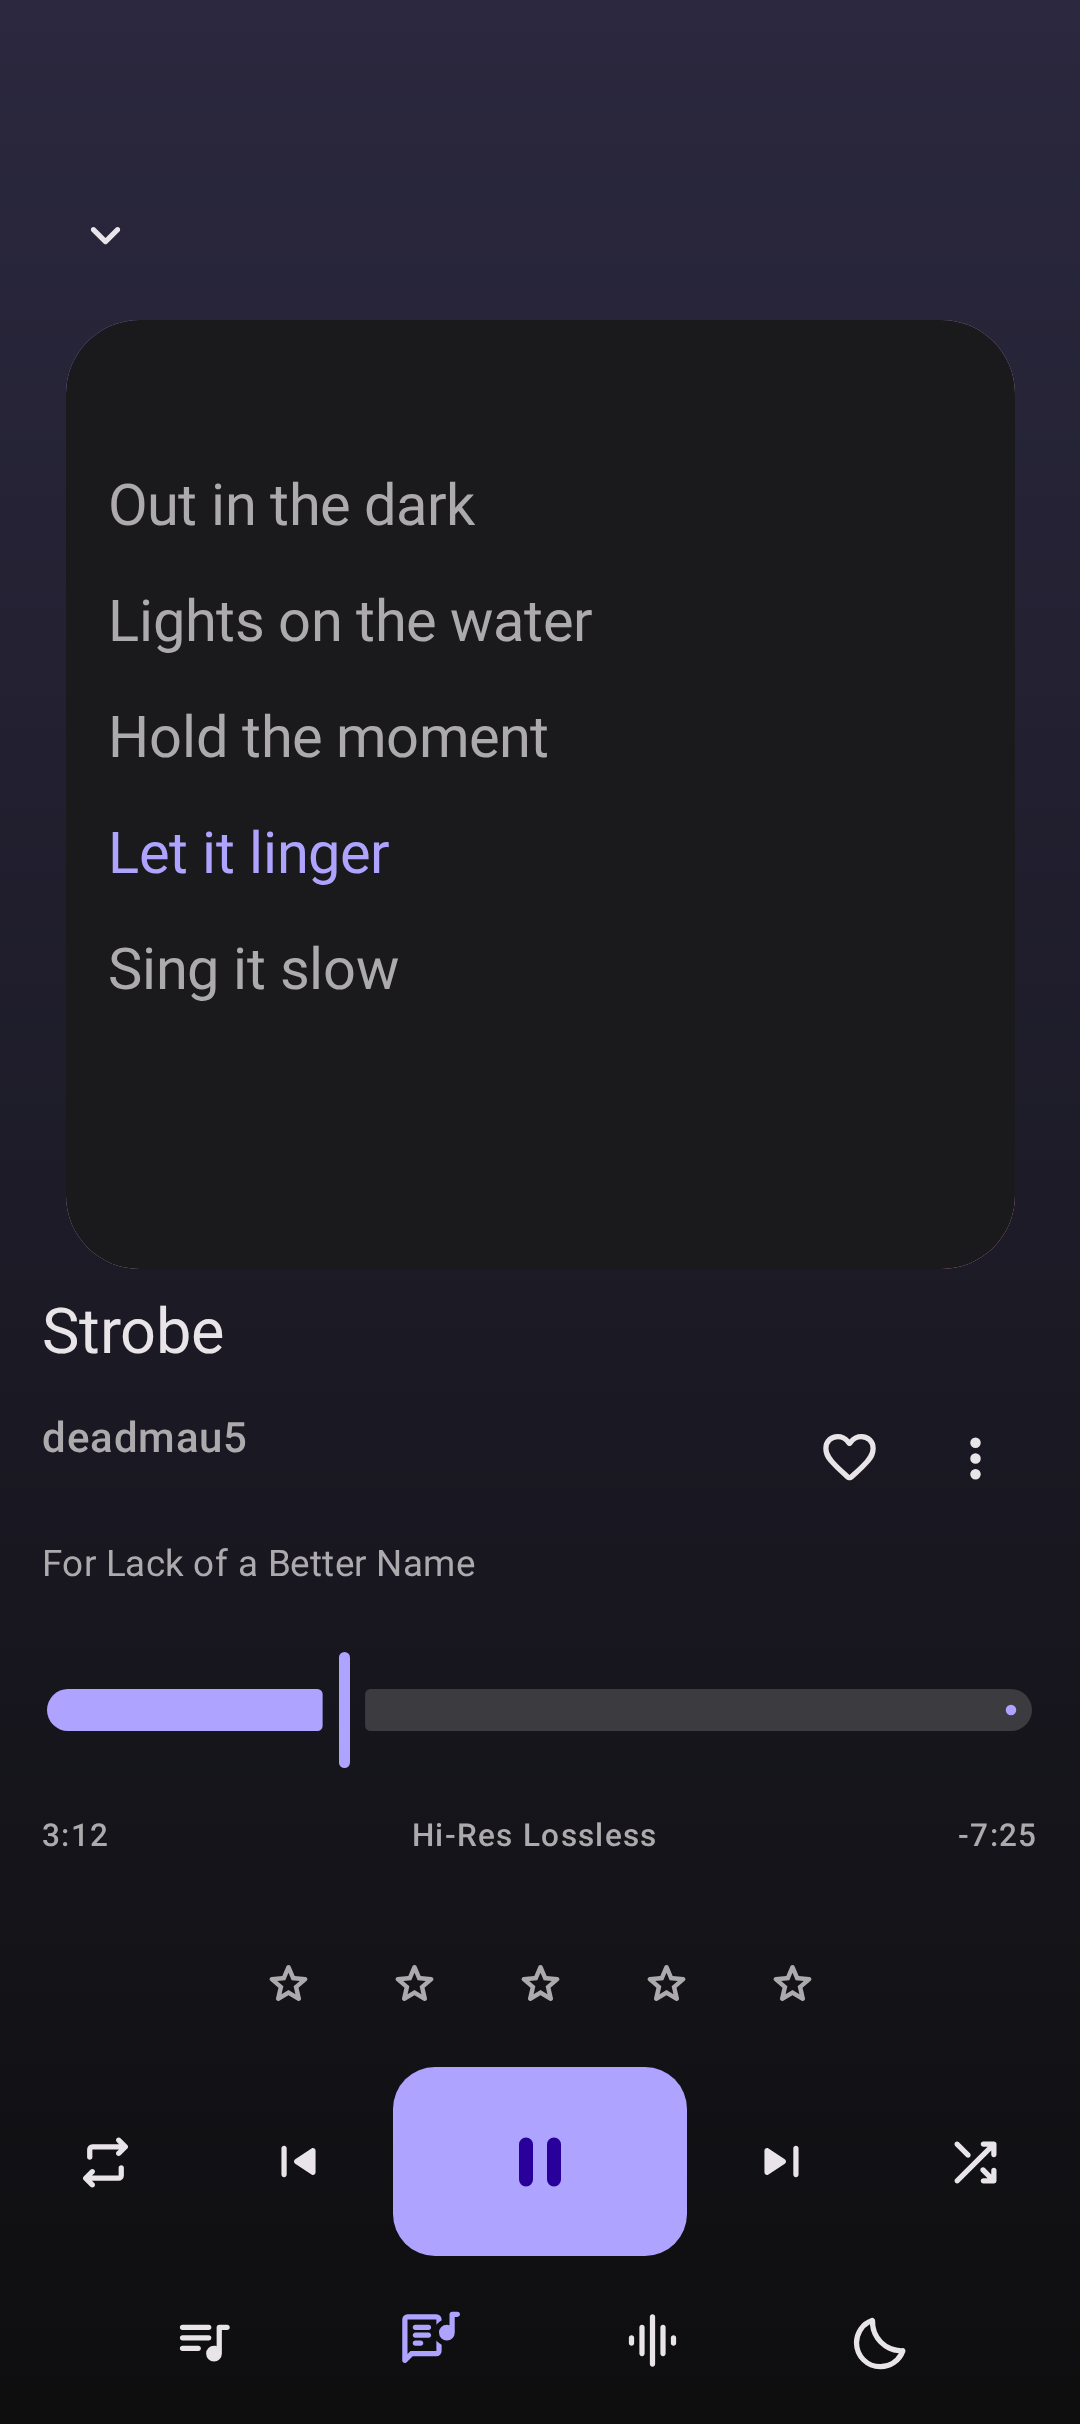 Out in the dark
Lights on the water
Hold the moment
Let it linger
Sing it slow
Strobe
deadmau5
For Lack of a Better Name
3:12
Hi-Res Lossless
-7:25